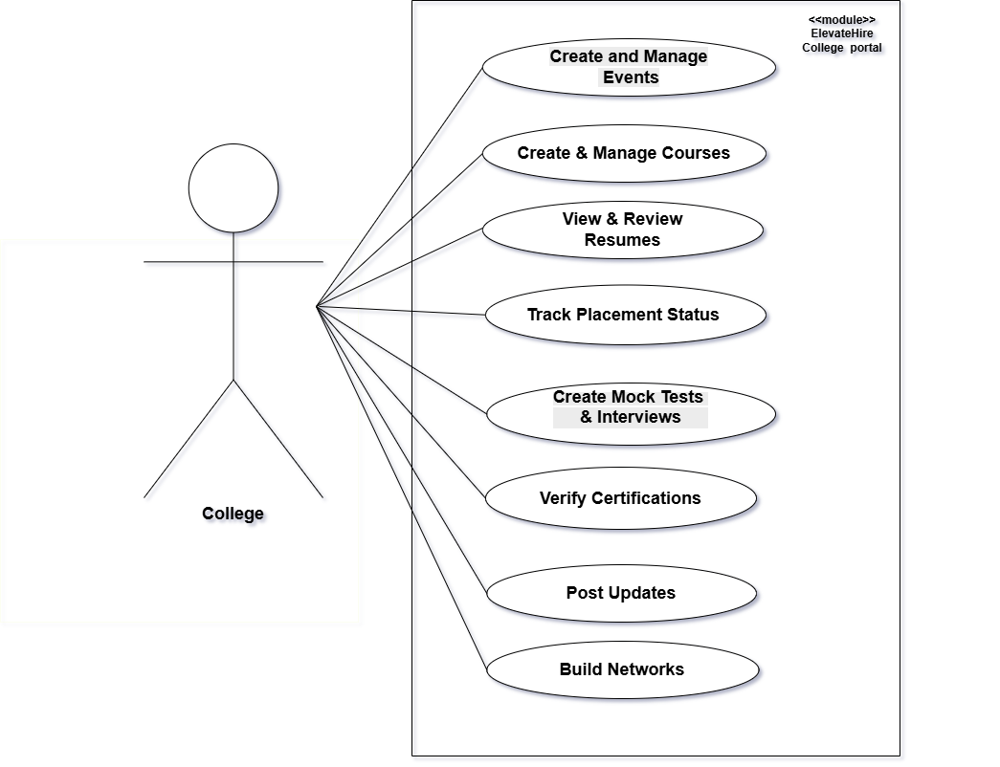 <<module>>
ElevateHire
College portal
Create and Manage
Events
Create & Manage Courses
View & Review
Resumes
Track Placement Status
Create Mock Tests
& Interviews
Verify Certifications
College
Post Updates
Build Networks